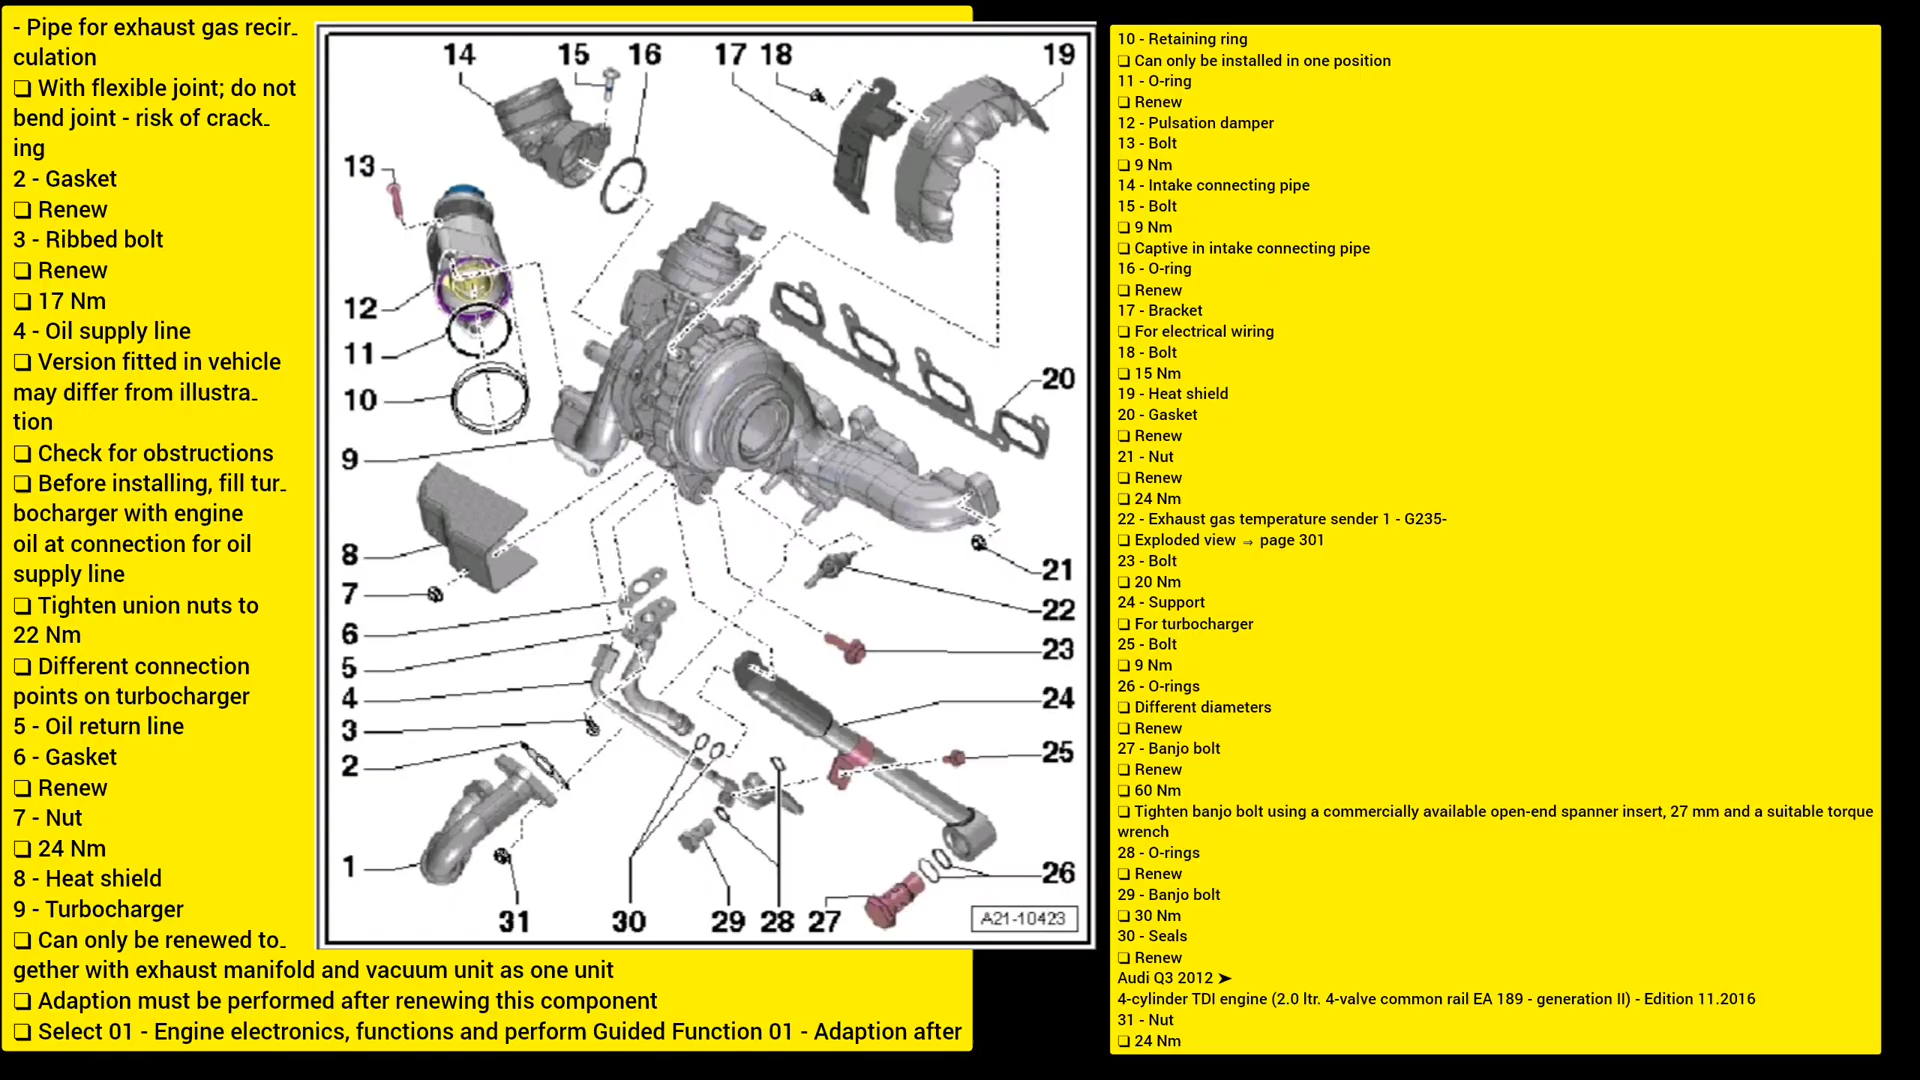 - Pipe for exhaust gas recir_
culation
❑ With flexible joint; do not
bend joint - risk of crack_
ing
2 - Gasket
❑ Renew
3 - Ribbed bolt
❑ Renew
❑ 17 Nm
4 - Oil supply line
❑ Version fitted in vehicle
may differ from illustra_
tion
❑ Check for obstructions
❑ Before installing, fill tur_
bocharger with engine
oil at connection for oil
supply line
❑ Tighten union nuts to
22 Nm
❑ Different connection
points on turbocharger
5 - Oil return line
6 - Gasket
❑ Renew
7 - Nut
❑ 24 Nm
8 - Heat shield
9 - Turbocharger
❑ Can only be renewed to_
gether with exhaust manifold and vacuum unit as one unit
❑ Adaption must be performed after renewing this component
❑ Select 01 - Engine electronics, functions and perform Guided Function 01 - Adaption after
14 15 16 17 18 19
13
12
11
10
9
8
7
6
5
4
3
2
1
20
21
22
23
24
25
26
31 30 29 28 27
A21-10423
10 - Retaining ring
❑ Can only be installed in one position
11 - O-ring
❑ Renew
12 - Pulsation damper
13 - Bolt
❑ 9 Nm
14 - Intake connecting pipe
15 - Bolt
❑ 9 Nm
❑ Captive in intake connecting pipe
16 - O-ring
❑ Renew
17 - Bracket
❑ For electrical wiring
18 - Bolt
❑ 15 Nm
19 - Heat shield
20 - Gasket
❑ Renew
21 - Nut
❑ Renew
❑ 24 Nm
22 - Exhaust gas temperature sender 1 - G235-
❑ Exploded view ⇒ page 301
23 - Bolt
❑ 20 Nm
24 - Support
❑ For turbocharger
25 - Bolt
❑ 9 Nm
26 - O-rings
❑ Different diameters
❑ Renew
27 - Banjo bolt
❑ Renew
❑ 60 Nm
❑ Tighten banjo bolt using a commercially available open-end spanner insert, 27 mm and a suitable torque
wrench
28 - O-rings
❑ Renew
29 - Banjo bolt
❑ 30 Nm
30 - Seals
❑ Renew
Audi Q3 2012 ➤
4-cylinder TDI engine (2.0 ltr. 4-valve common rail EA 189 - generation II) - Edition 11.2016
31 - Nut
❑ 24 Nm